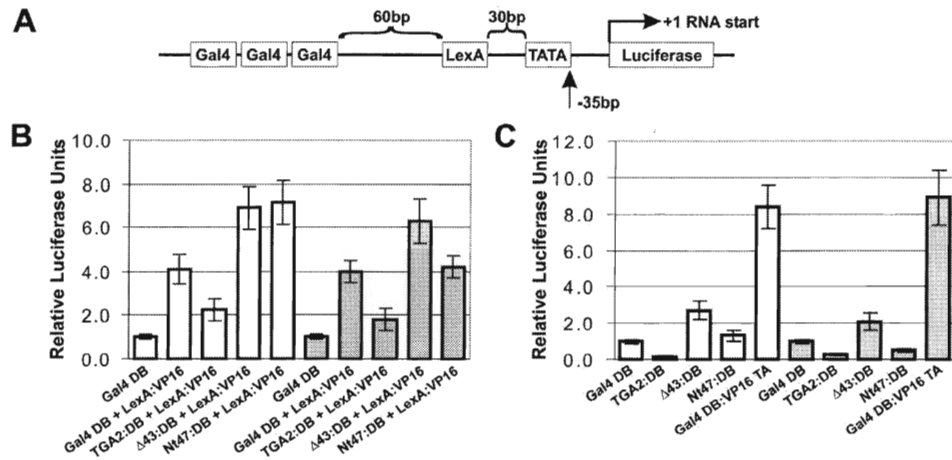 A
60bp
30bp
+1 RNA start
Gal4
Gal4
Gal4
LexA
TATA
Luciferase
-35bp
B
Relative Luciferase Units
10.0
8.0
6.0
4.0
2.0
0.0
Gal4 DB
Gal4 DB + LexA:VP16
TGA2:DB + LexA:VP16
Δ43:DB + LexA:VP16
Nt47:DB + LexA:VP16
Gal4 DB
Gal4 DB + LexA:VP16
TGA2:DB + LexA:VP16
Δ43:DB + LexA:VP16
Nt47:DB + LexA:VP16
C
Relative Luciferase Units
12.0
10.0
8.0
6.0
4.0
2.0
0.0
Gal4 DB
TGA2:DB
Δ43:DB
Nt47:DB
Gal4 DB:VP16 TA
Gal4 DB
TGA2:DB
Δ43:DB
Nt47:DB
Gal4 DB:VP16 TA